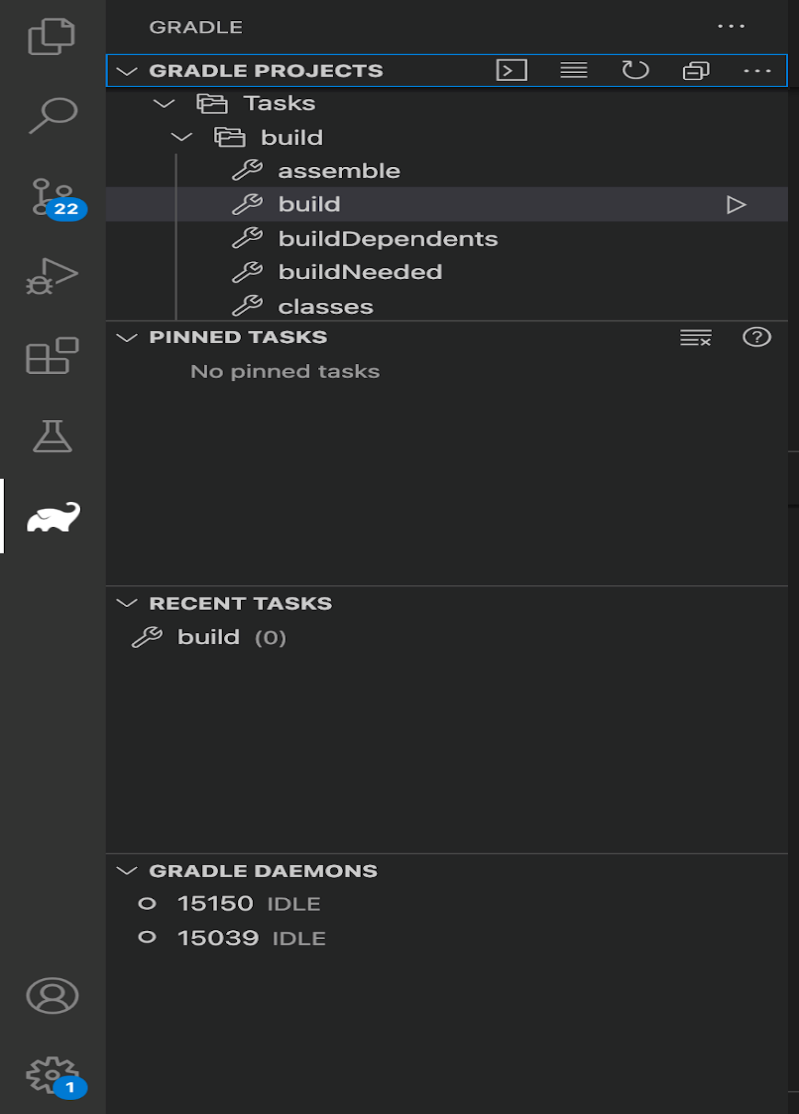 GRADLE
GRADLE PROJECTS
Tasks
build
assemble
build
22
buildDependents
buildNeeded
classes
PINNED TASKS
No pinned tasks
RECENT TASKS
build (0)
GRADLE DAEMONS
15150 IDLE
15039 IDLE
1